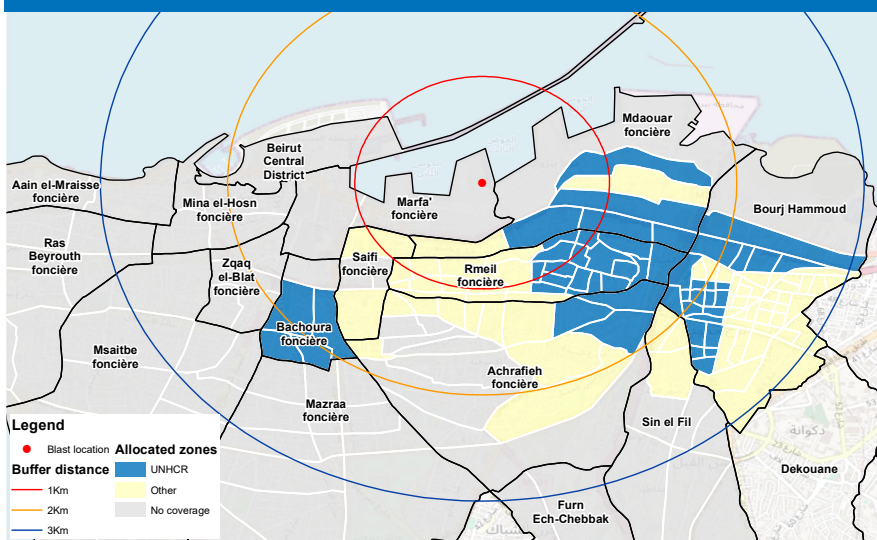 Mdaouar
foncière
Beirut
Central
District
Aain el-Mraisse
foncière
Mina el-Hosn
foncière
Marfa'
foncière
Bourj Hammoud
Ras
Beyrouth
foncière
Zqaq
el-Blat
foncière
Saifi
foncière
Rmeil
foncière
Bachoura
foncière
Msaitbe
foncière
Achrafieh
foncière
Mazraa
foncière
Sin el Fil
دكوانة
Dekouane
Furn
Ech-Chebbak
Legend
Blast location
Buffer distance
1Km
2Km
3Km
Allocated zones
UNHCR
Other
No coverage